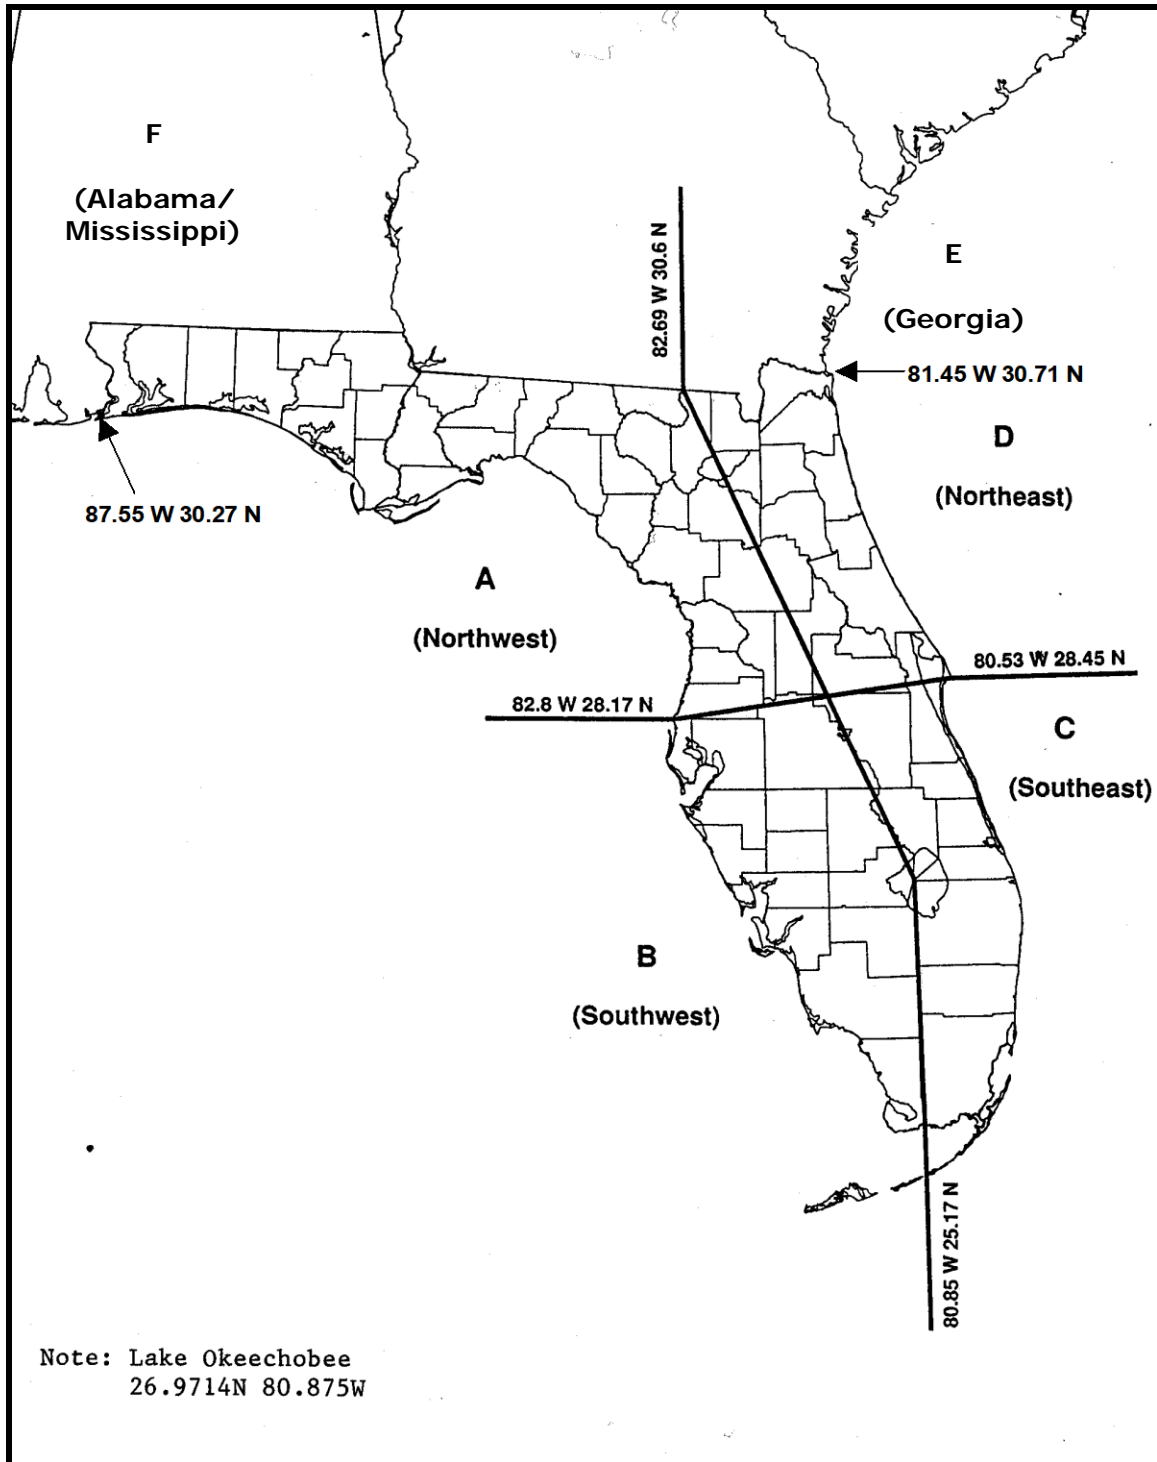 F
(Alabama/
Mississippi)
82.69 W 30.6 N
E
(Georgia)
81.45 W 30.71 N
D
(Northeast)
87.55 W 30.27 N
A
(Northwest)
80.53 W 28.45 N
82.8 W 28.17 N
C
(Southeast)
B
(Southwest)
80.85 W 25.17 N
Note: Lake Okeechobee
26.9714N 80.875W